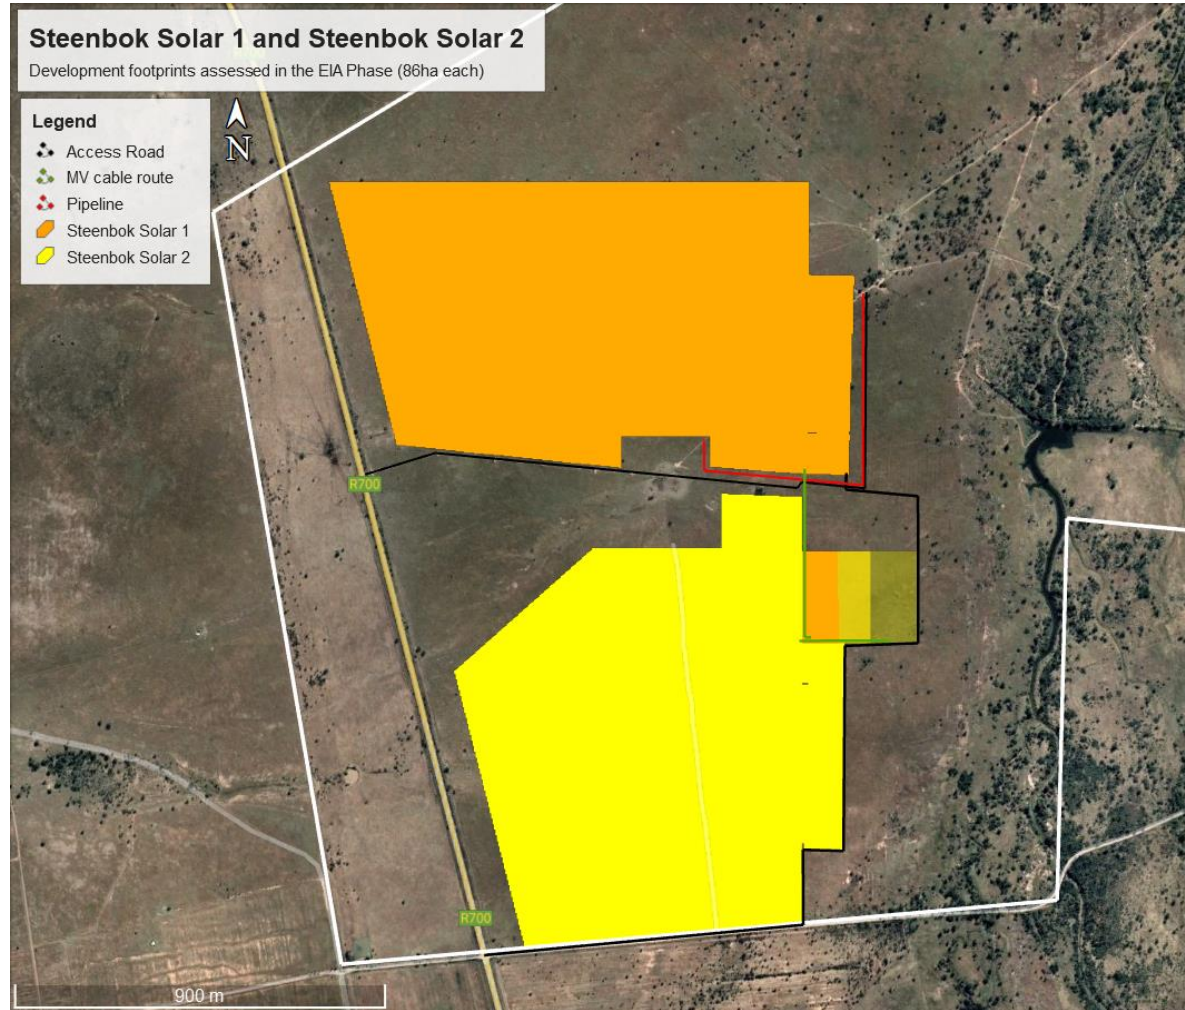 Steenbok Solar 1 and Steenbok Solar 2
Development footprints assessed in the EIA Phase (86ha each)
Legend
N
Access Road
MV cable route
Pipeline
Steenbok Solar 1
Steenbok Solar 2
R700
R700
900 m